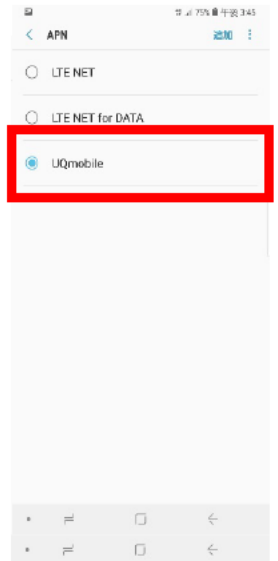 75% 午後 3:45
APN 追加
LTE NET
LTE NET for DATA
UQmobile